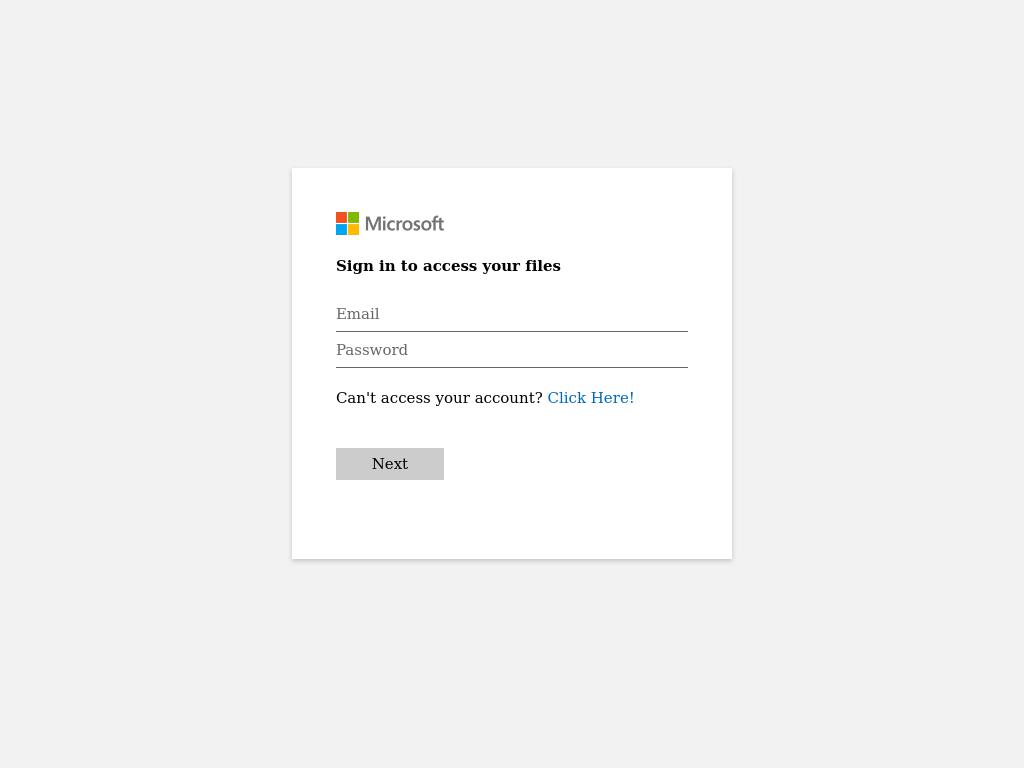 Microsoft
Sign in to access your files
Email
Password
Can't access your account? Click Here!
Next